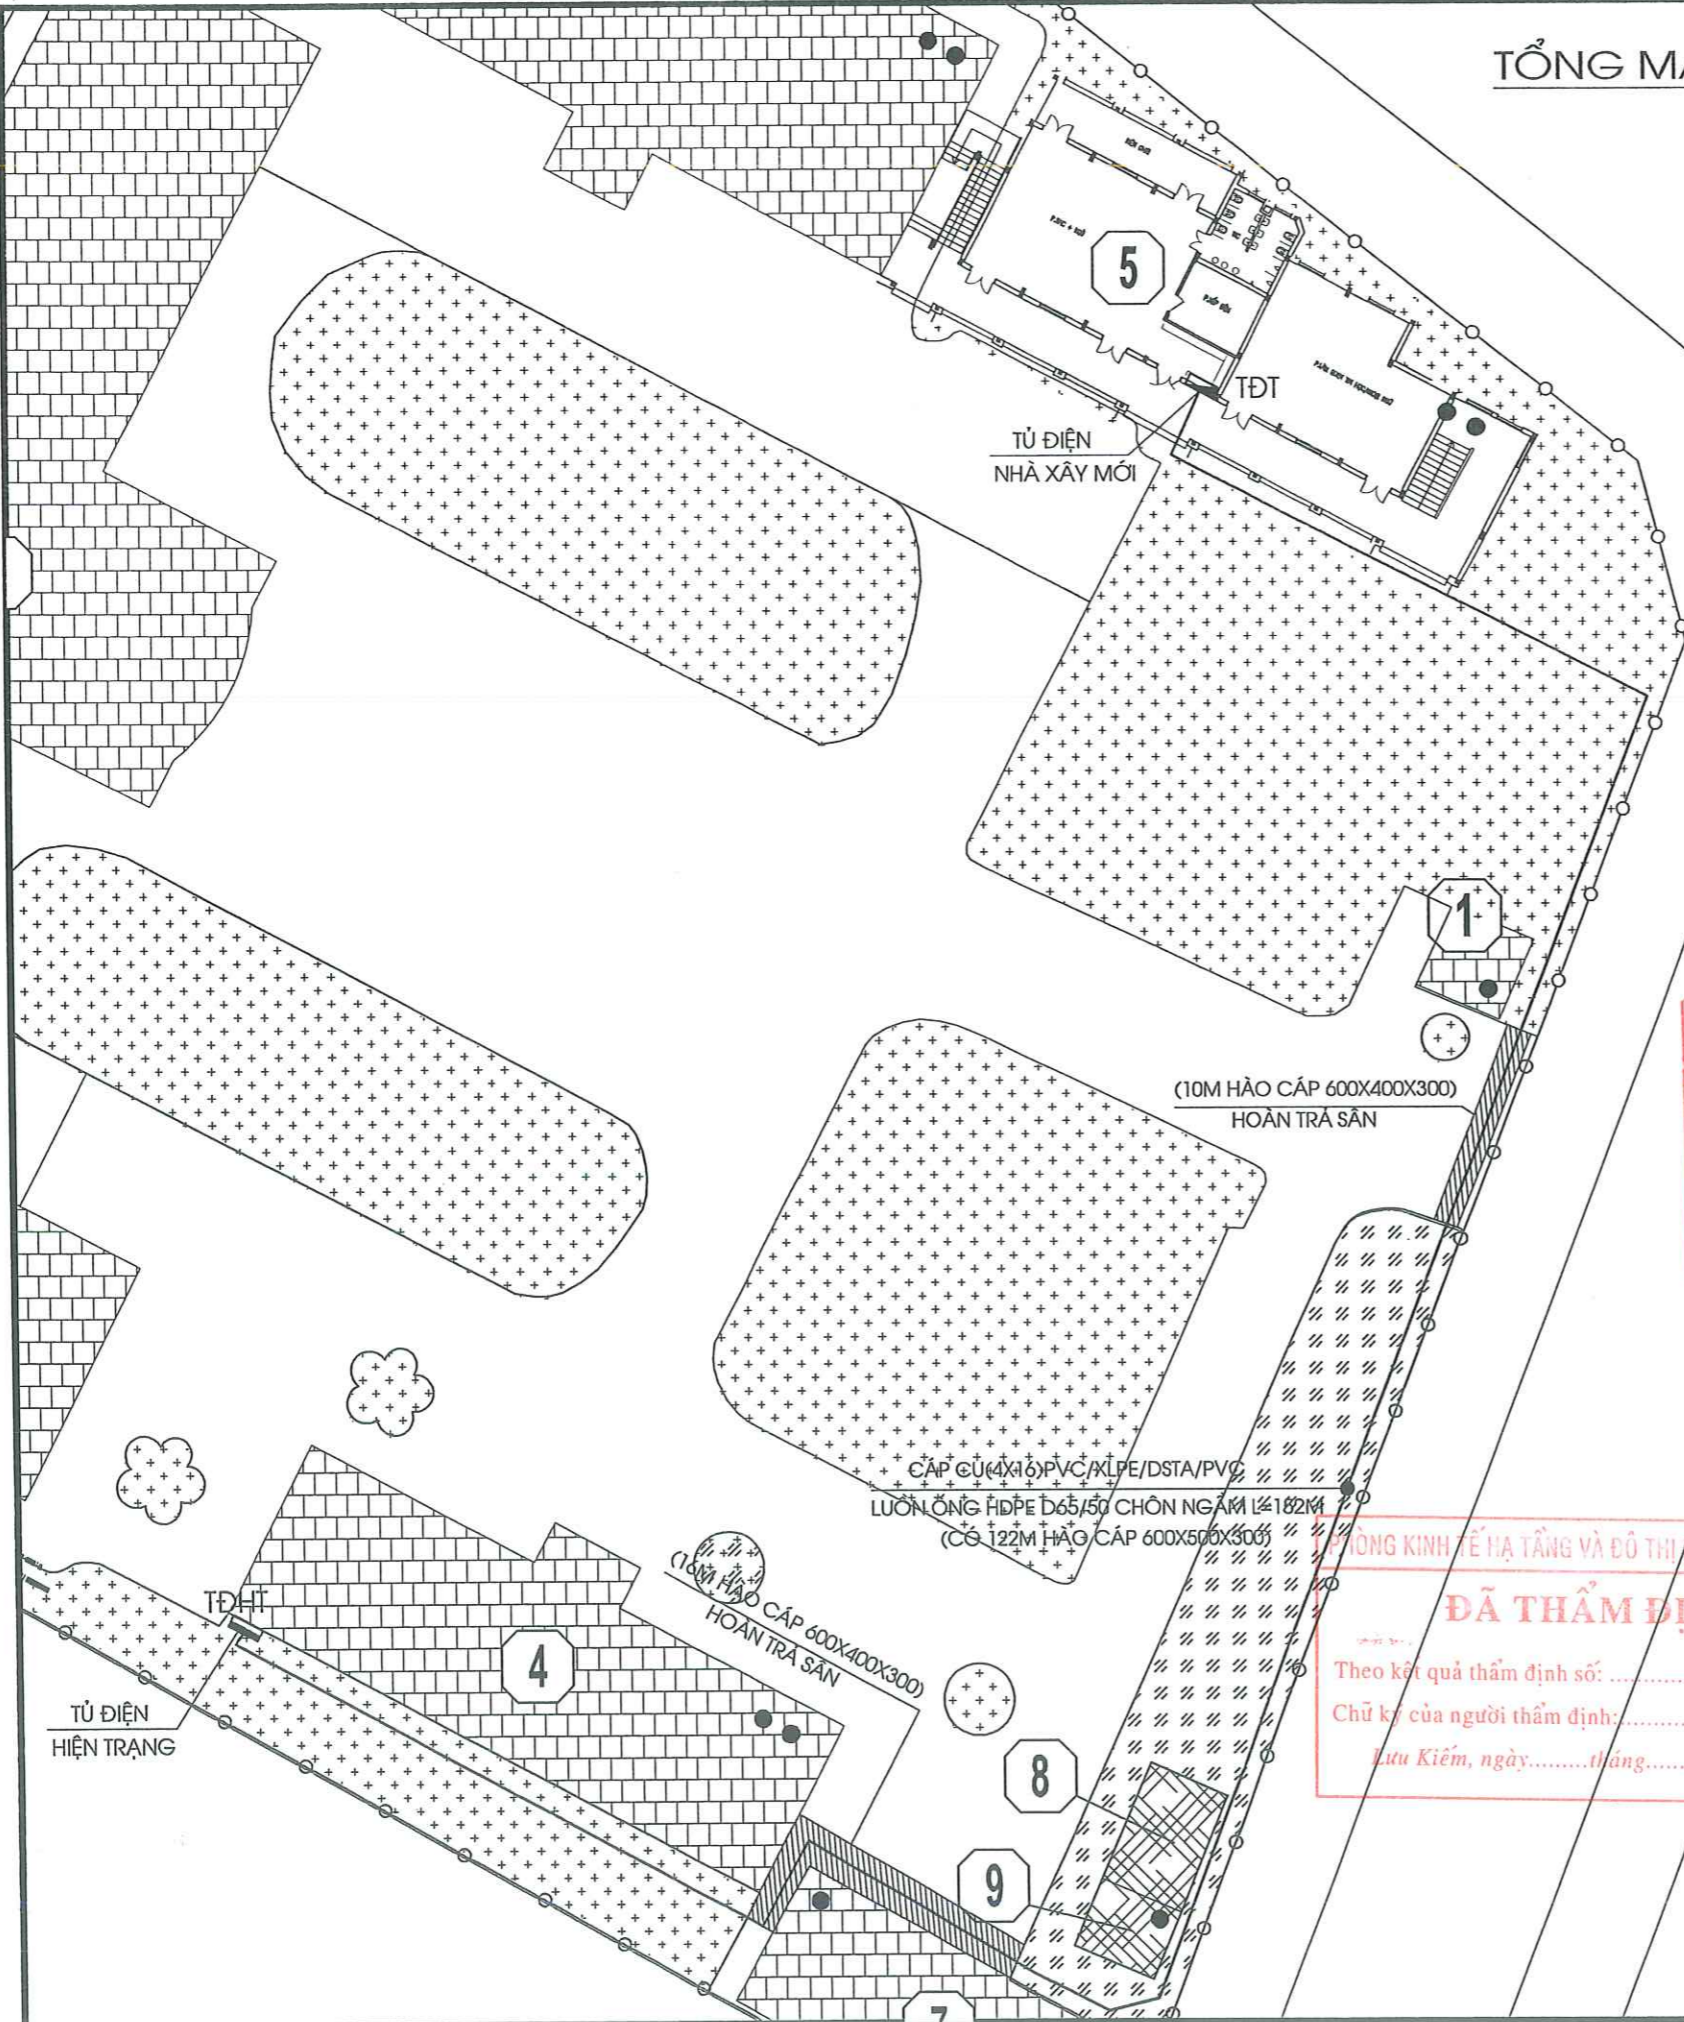 TỔNG MÂ
5
TĐT
TỦ ĐIỆN
NHÀ XÂY MỚI
1
(10M HÀO CÁP 600X400X300)
HOÀN TRẢ SÂN
CÁP CU(4X16)PVC/XLPE/DSTA/PVC
LUỒN ỐNG HDPE D65/50 CHÔN NGẦM L=182M
(CÓ 122M HÀO CÁP 600X500X300)
PHÒNG KINH TẾ HẠ TẦNG VÀ ĐÔ THỊ
ĐÃ THẨM ĐỊ
Theo kết quả thẩm định số:
Chữ ký của người thẩm định:
Lưu Kiếm, ngày.........tháng.......
(16M HÀO CÁP 600X400X300)
HOÀN TRẢ SÂN
TĐHT
4
TỦ ĐIỆN
HIỆN TRẠNG
8
9
7